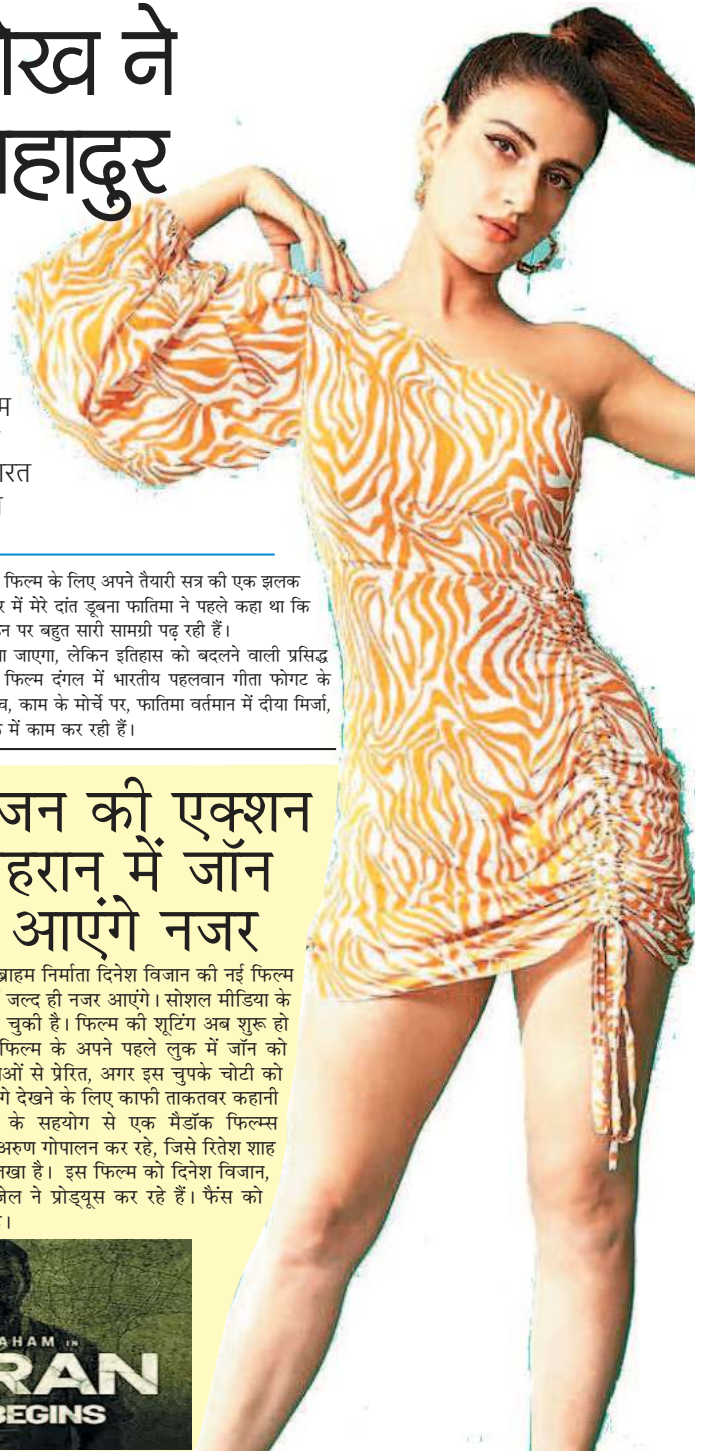 ख ने
हादुर
म
रत
फिल्म के लिए अपने तैयारी सत्र की एक झलक
र में मेरे दांत डूबना फातिमा ने पहले कहा था कि
न पर बहुत सारी सामग्री पढ़ रही हैं।
ा जाएगा, लेकिन इतिहास को बदलने वाली प्रसिद्ध
फिल्म दंगल में भारतीय पहलवान गीता फोगट के
च, काम के मोर्चे पर, फातिमा वर्तमान में दीया मिर्जा,
में काम कर रही हैं।
जन की एक्शन
हरान में जॉन
आएंगे नजर
ब्राहम निर्माता दिनेश विजान की नई फिल्म
जल्द ही नजर आएंगे। सोशल मीडिया के
चुकी है। फिल्म की शूटिंग अब शुरू हो
फिल्म के अपने पहले लुक में जॉन को
ओं से प्रेरित, अगर इस चुपके चोटी को
गे देखने के लिए काफी ताकतवर कहानी
के सहयोग से एक मैडॉक फिल्म्स
अरुण गोपालन कर रहे, जिसे रितेश शाह
लखा है। इस फिल्म को दिनेश विजान,
जेल ने प्रोड्यूस कर रहे हैं। फैंस को
AHAM IN
RAN
BEGINS